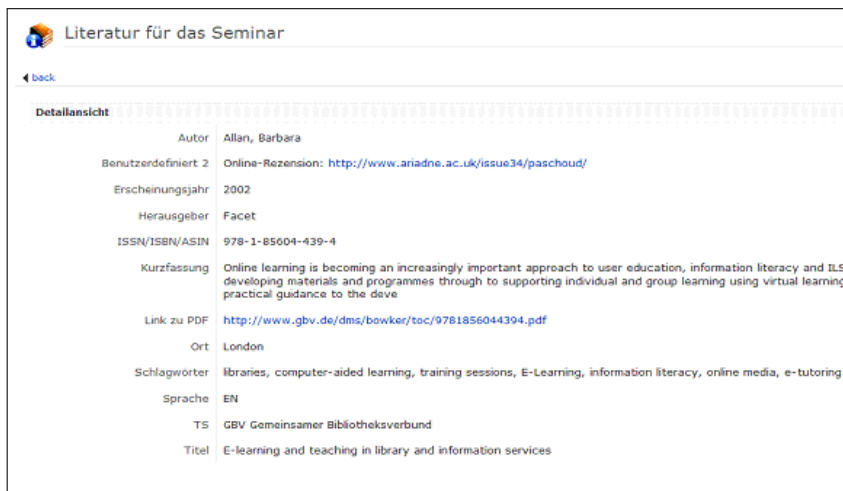 Literatur für das Seminar
back
Detailansicht
Autor Allan, Barbara
Benutzerdefiniert 2 Online-Rezension: http://www.ariadne.ac.uk/issue34/paschoud/
Erscheinungsjahr 2002
Herausgeber Facet
ISSN/ISBN/ASIN 978-1-85604-439-4
Kurzfassung Online learning is becoming an increasingly important approach to user education, information literacy and ILS
developing materials and programmes through to supporting individual and group learning using virtual learning
practical guidance to the deve
Link zu PDF http://www.gbv.de/dms/bowker/toc/9781856044394.pdf
Ort London
Schlagwörter libraries, computer-aided learning, training sessions, E-Learning, information literacy, online media, e-tutoring
Sprache EN
TS GBV Gemeinsamer Bibliotheksverbund
Titel E-learning and teaching in library and information services